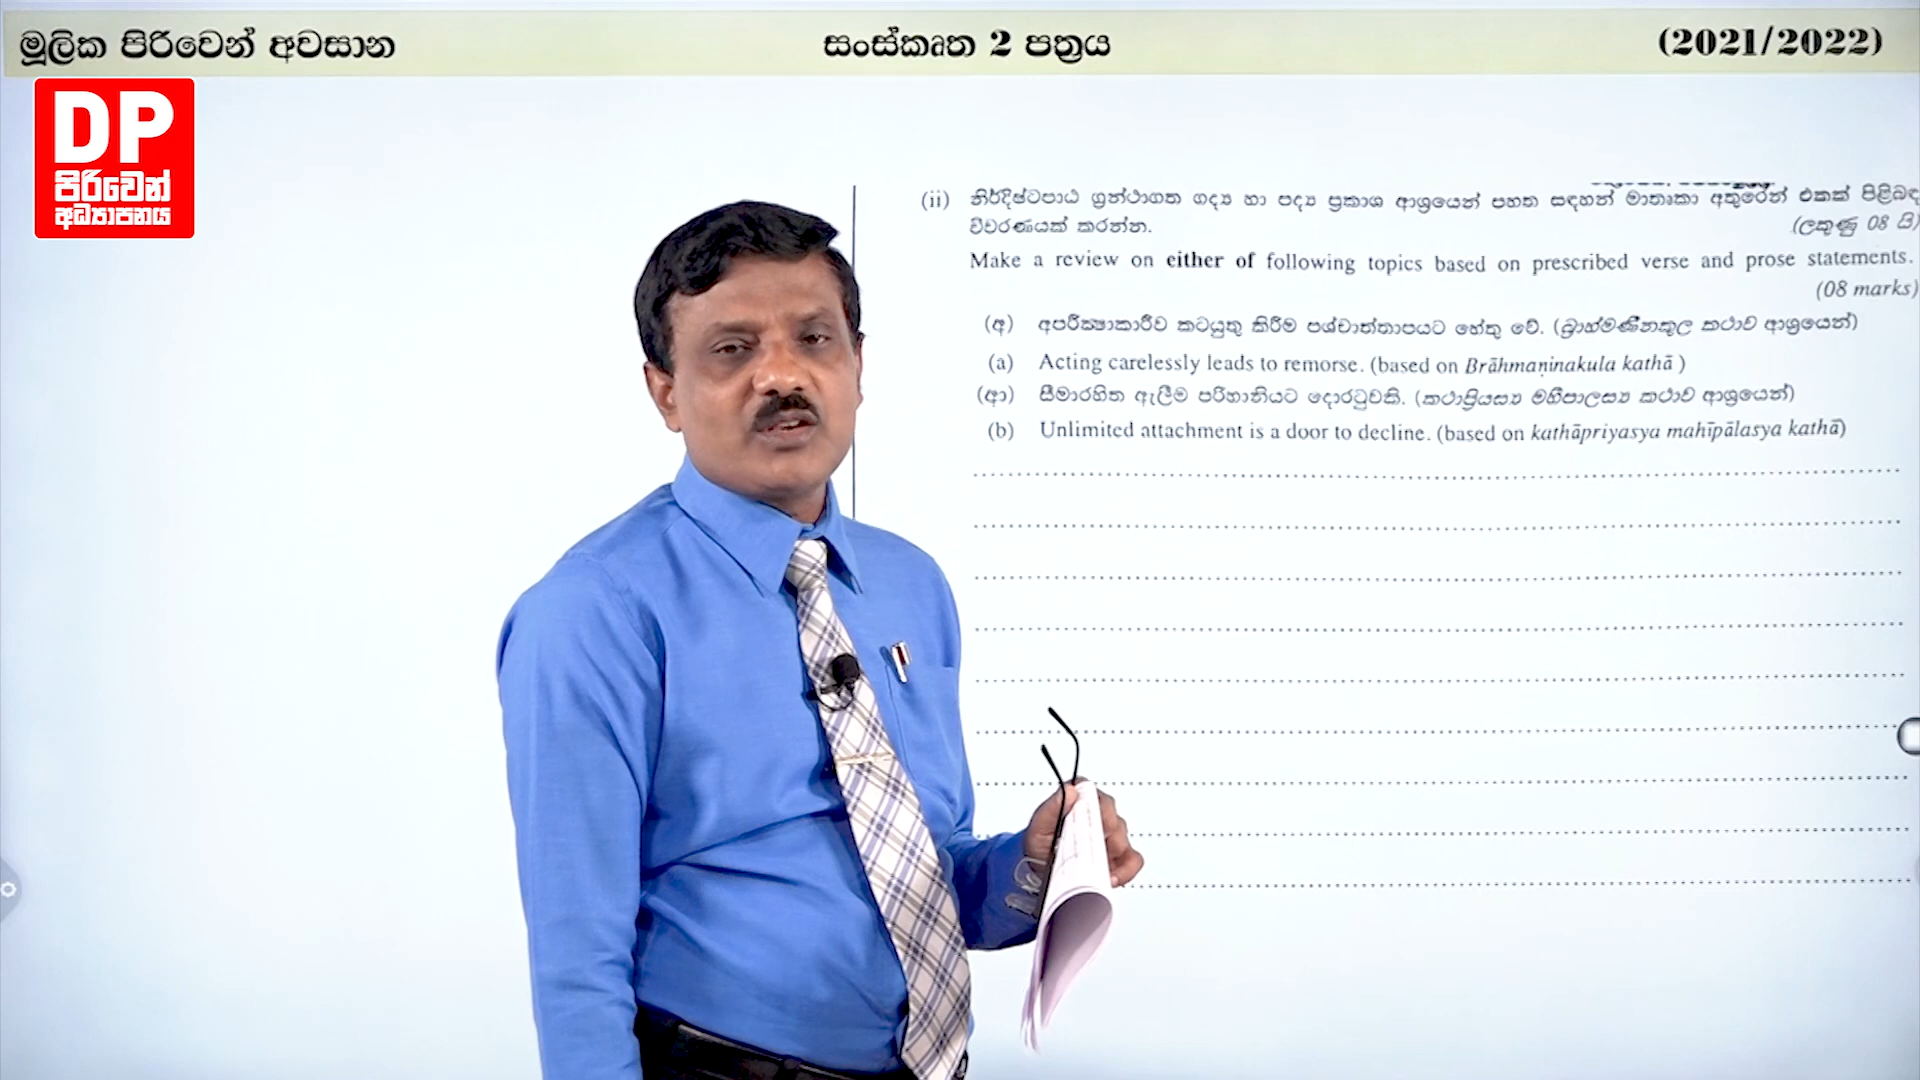 මූලික පිරිවෙන් අවසාන
සංස්කෘත 2 පත්‍රය
(2021/2022)
DP
පිරිවෙන්
අධ්‍යාපනය
(ii) නිර්දිෂ්ටපාඨ ග්‍රන්ථාගත ගද්‍ය හා පද්‍ය ප්‍රකාශ ආශ්‍රයෙන් පහත සඳහන් මාතෘකා අතුරෙන් එකක් පිළිබඳ
විවරණයක් කරන්න. (ලකුණු 08 යි)
Make a review on either of following topics based on prescribed verse and prose statements.
(08 marks)
(අ) අපරීක්‍ෂාකාරීව කටයුතු කිරීම පශ්චාත්තාපයට හේතු වේ. (බ්‍රාහ්මණීනකුල කථාව ආශ්‍රයෙන්)
(a) Acting carelessly leads to remorse. (based on Brāhmaṇinakula kathā )
(ආ) සීමාරහිත ඇලීම පරිහානියට දොරටුවකි. (කථාප්‍රියස්‍ය මහීපාලස්‍ය කථාව ආශ්‍රයෙන්)
(b) Unlimited attachment is a door to decline. (based on kathāpriyasya mahīpālasya kathā)